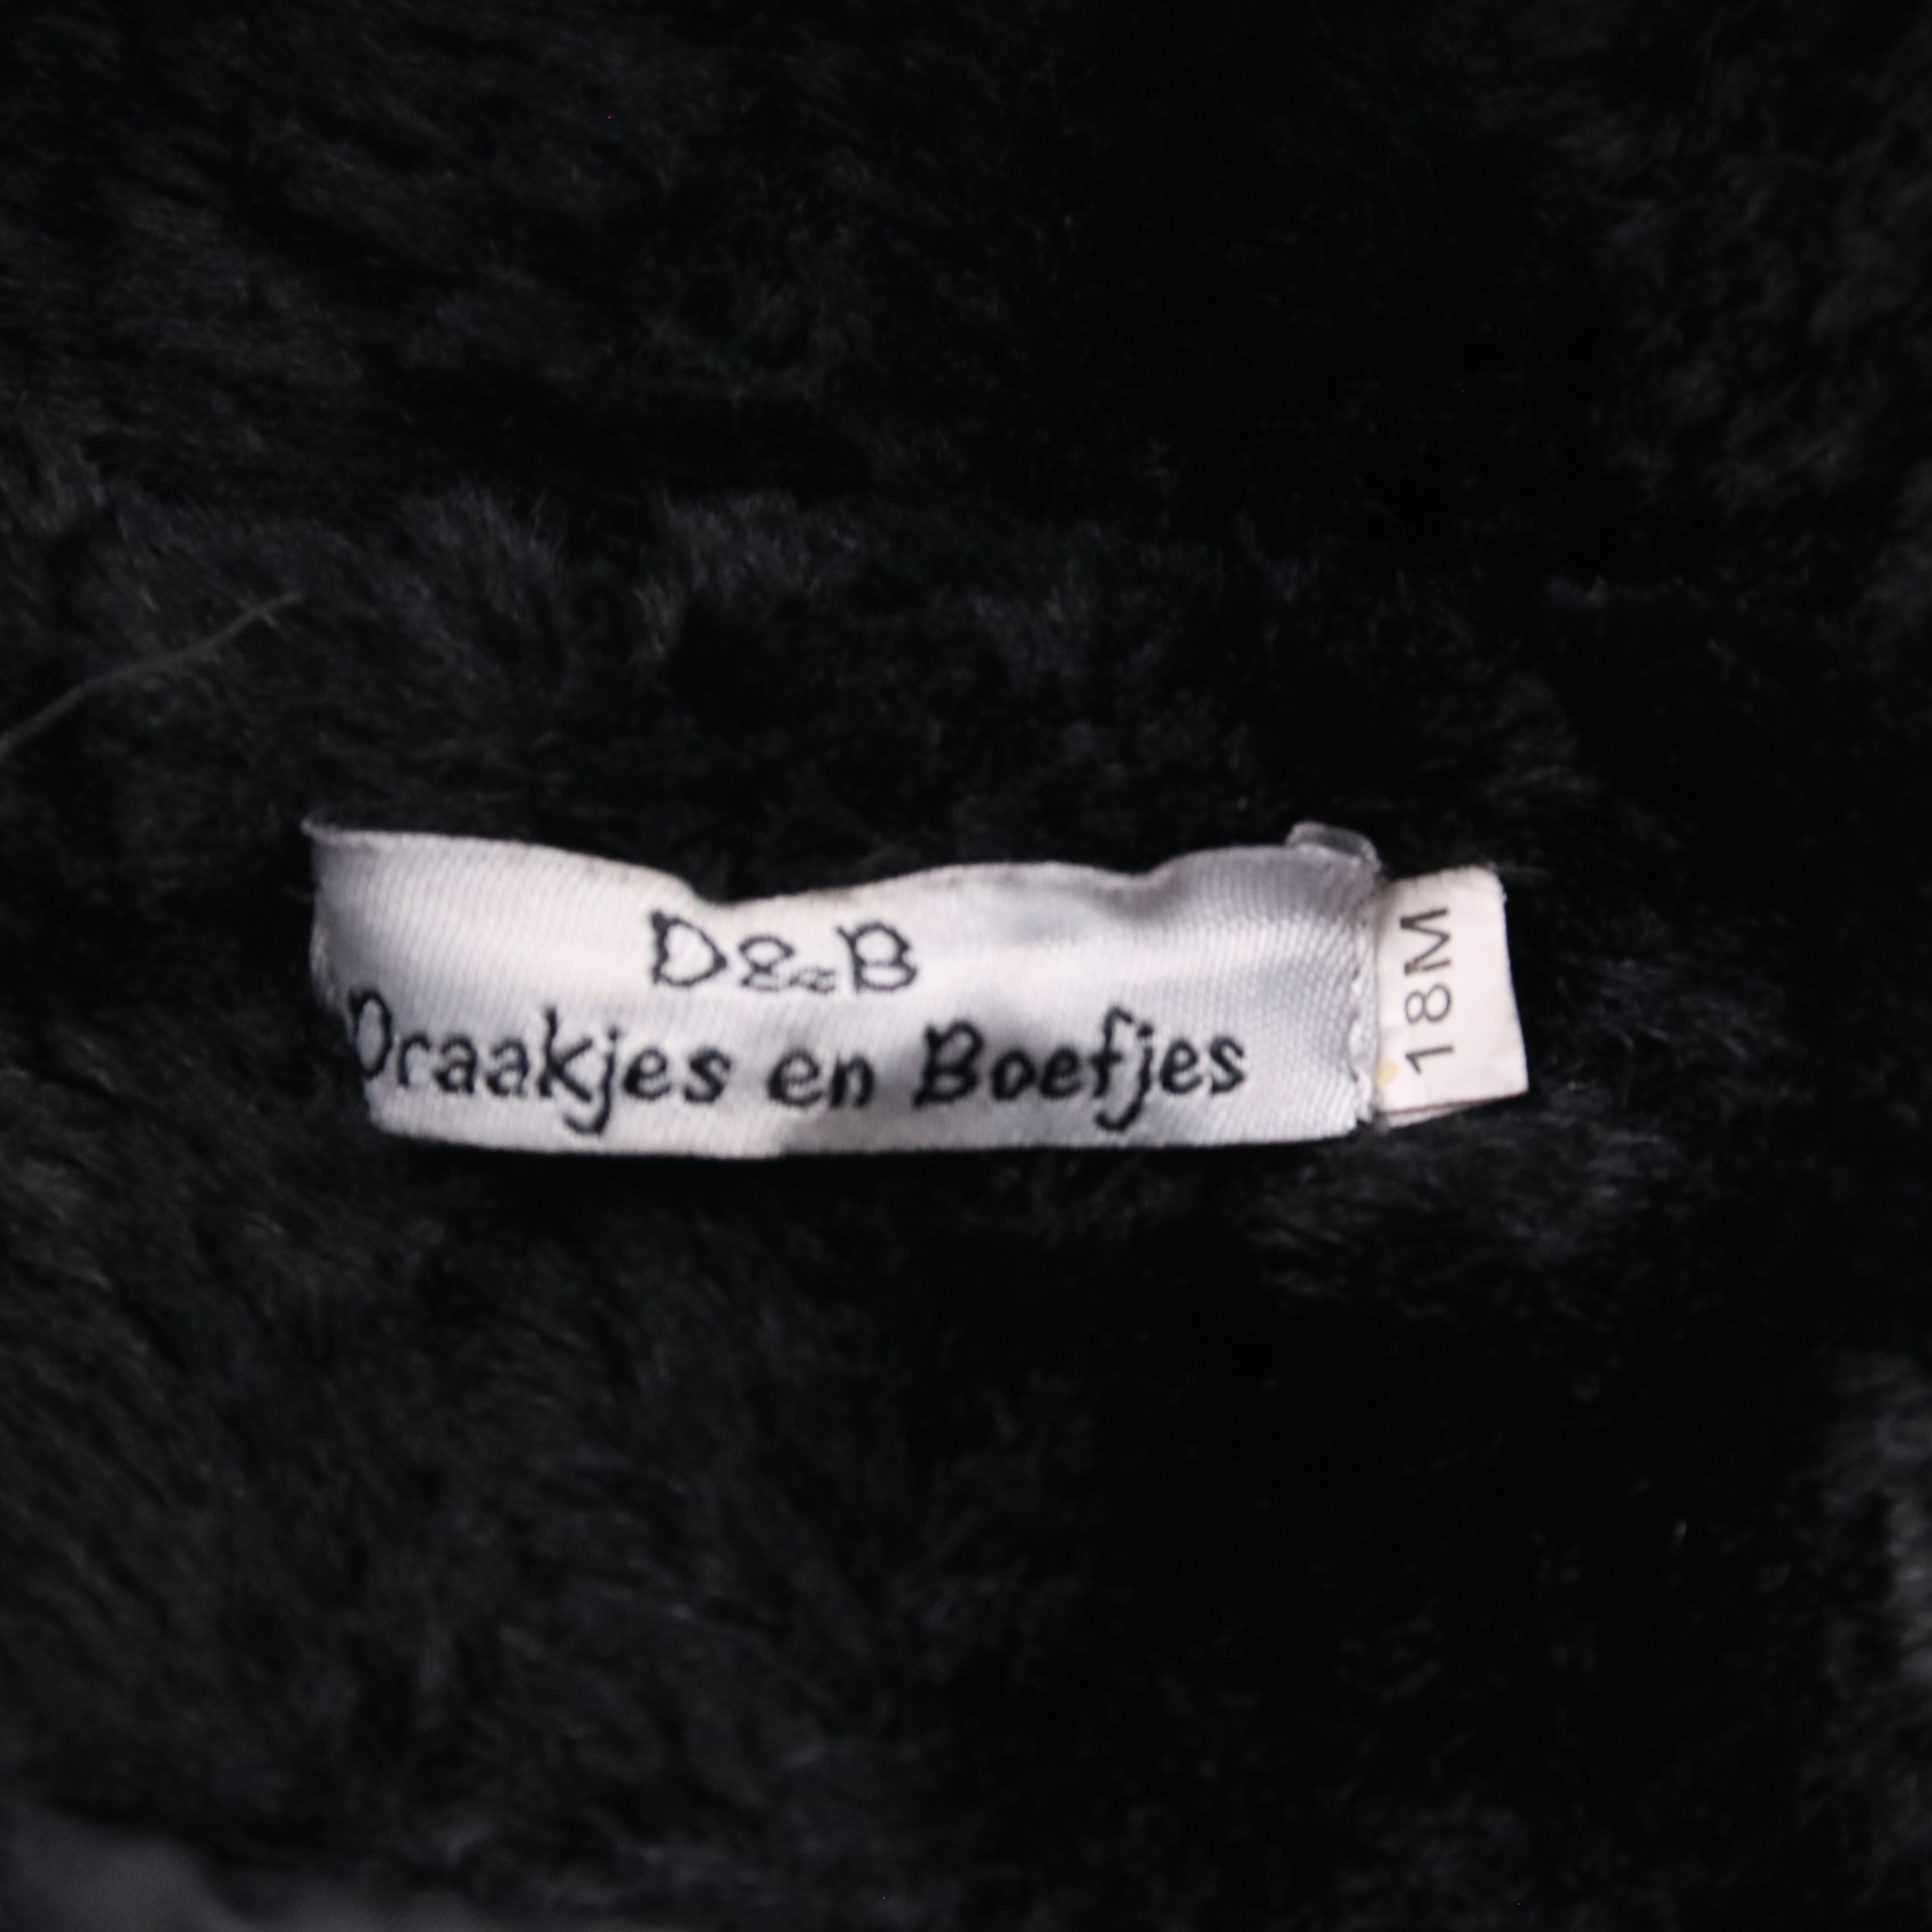 D&B
Draakjes en Boefjes
18M